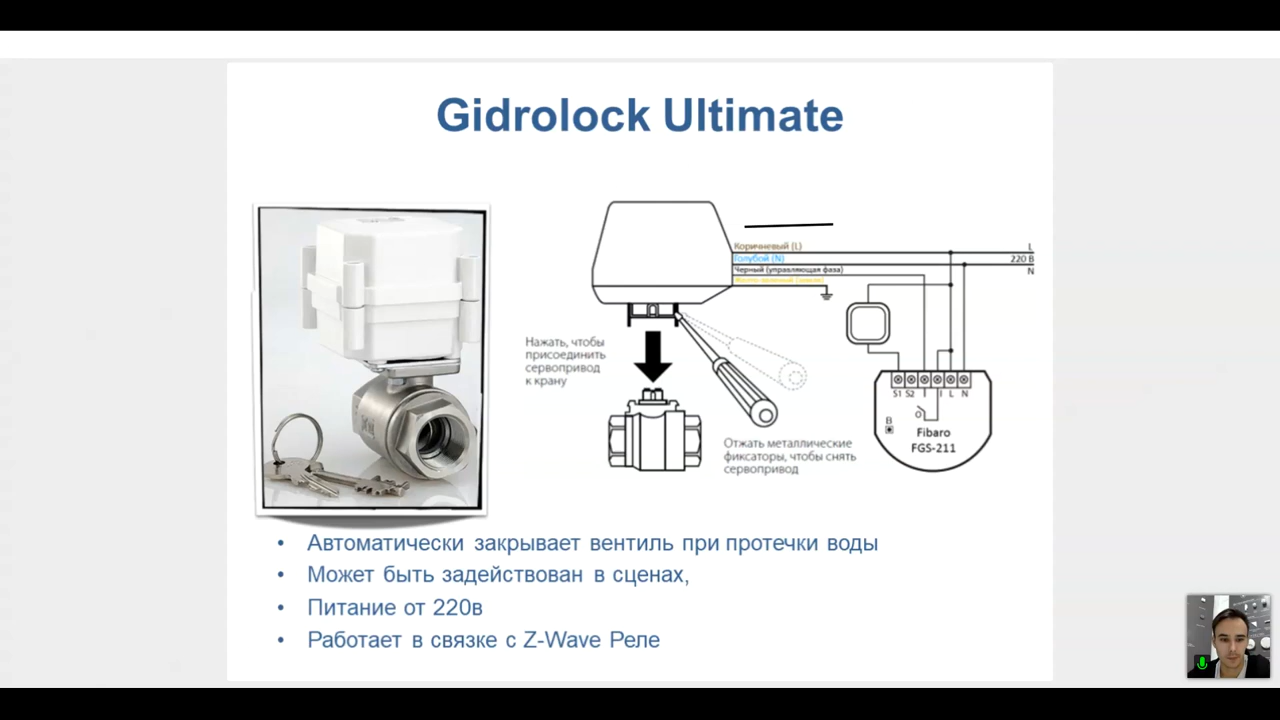 Gidrolock Ultimate
Коричневый (L)
Голубой (N)
Черный (управляющая фаза)
L
220 В
N
Нажать, чтобы
присоединить
сервопривод
к крану
Отжать металлические
фиксаторы, чтобы снять
сервопривод
S1 S2 I I L N
O
B
Fibaro
FGS-211
• Автоматически закрывает вентиль при протечки воды
• Может быть задействован в сценах,
• Питание от 220в
• Работает в связке с Z-Wave Реле